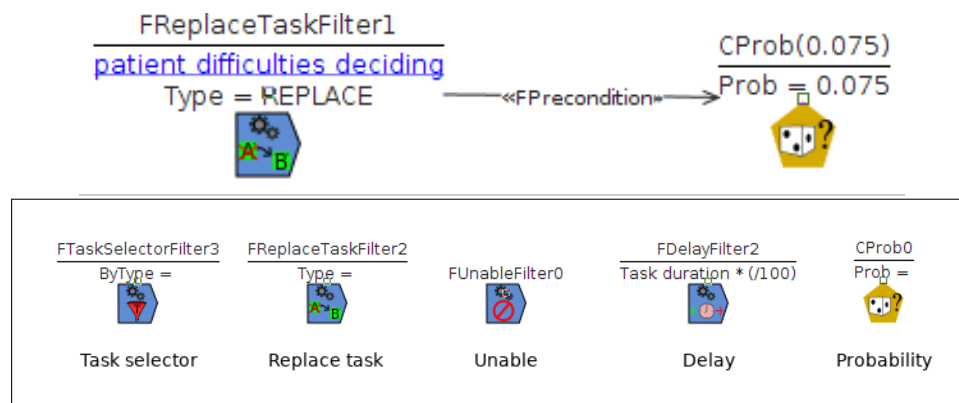 FReplaceTaskFilter1
patient difficulties deciding
Type = REPLACE
A
B
«FPrecondition»
CProb(0.075)
Prob = 0.075
?
FTaskSelectorFilter3
ByType =
T
Task selector
FReplaceTaskFilter2
Type =
A
B
Replace task
FUnableFilter0
Unable
FDelayFilter2
Task duration * (/100)
Delay
CProb0
Prob =
?
Probability